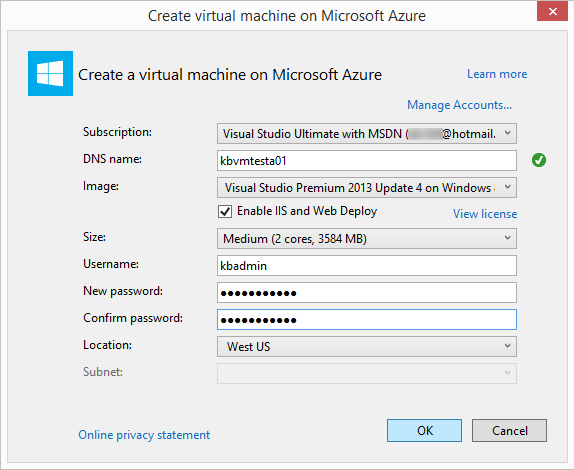 Create virtual machine on Microsoft Azure
Create a virtual machine on Microsoft Azure
Learn more
Manage Accounts...
Subscription: Visual Studio Ultimate with MSDN ( @hotmail.
DNS name: kbvmtesta01
Image: Visual Studio Premium 2013 Update 4 on Windows
Enable IIS and Web Deploy
View license
Size: Medium (2 cores, 3584 MB)
Username: kbadmin
New password: ●●●●●●●●●●●
Confirm password: ●●●●●●●●●●●
Location: West US
Subnet:
Online privacy statement
OK
Cancel